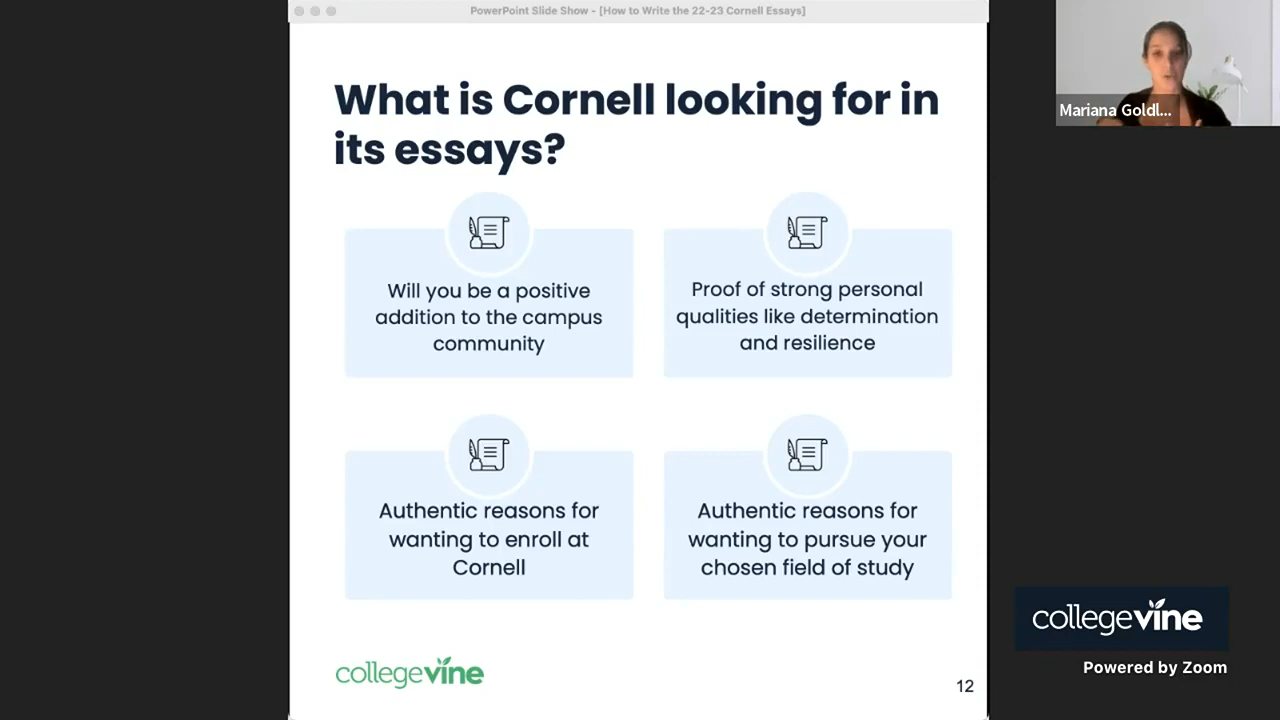 PowerPoint Slide Show - [How to Write the 22-23 Cornell Essays]
What is Cornell looking for in
its essays?
Will you be a positive
addition to the campus
community
Proof of strong personal
qualities like determination
and resilience
Authentic reasons for
wanting to enroll at
Cornell
Authentic reasons for
wanting to pursue your
chosen field of study
collegevine
12
Mariana Goldl...
collegevine
Powered by Zoom